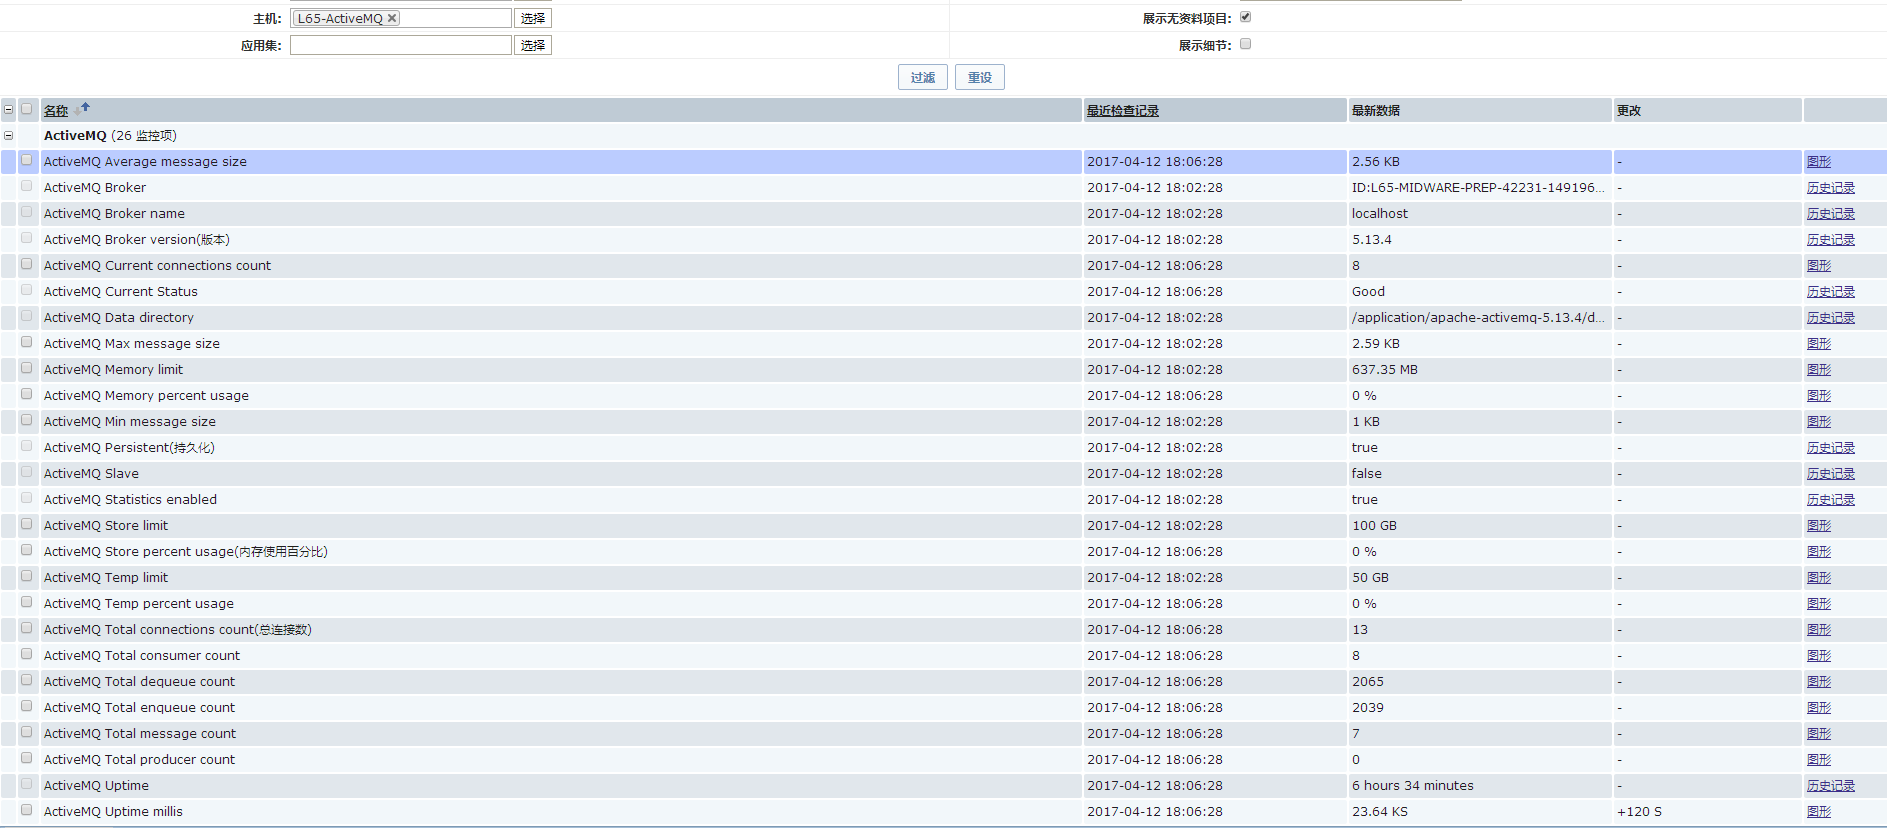 主机: L65-ActiveMQ 选择 展示无资料项目:
应用集: 选择 展示细节:
过滤 重设
名称 最近检查记录 最新数据 更改
ActiveMQ (26 监控项)
ActiveMQ Average message size 2017-04-12 18:06:28 2.56 KB - 图形
ActiveMQ Broker 2017-04-12 18:02:28 ID:L65-MIDWARE-PREP-42231-149196... - 历史记录
ActiveMQ Broker name 2017-04-12 18:02:28 localhost - 历史记录
ActiveMQ Broker version(版本) 2017-04-12 18:02:28 5.13.4 - 历史记录
ActiveMQ Current connections count 2017-04-12 18:06:28 8 - 图形
ActiveMQ Current Status 2017-04-12 18:06:28 Good - 历史记录
ActiveMQ Data directory 2017-04-12 18:02:28 /application/apache-activemq-5.13.4/d... - 历史记录
ActiveMQ Max message size 2017-04-12 18:02:28 2.59 KB - 图形
ActiveMQ Memory limit 2017-04-12 18:02:28 637.35 MB - 图形
ActiveMQ Memory percent usage 2017-04-12 18:06:28 0 % - 图形
ActiveMQ Min message size 2017-04-12 18:02:28 1 KB - 图形
ActiveMQ Persistent(持久化) 2017-04-12 18:02:28 true - 历史记录
ActiveMQ Slave 2017-04-12 18:02:28 false - 历史记录
ActiveMQ Statistics enabled 2017-04-12 18:02:28 true - 历史记录
ActiveMQ Store limit 2017-04-12 18:02:28 100 GB - 图形
ActiveMQ Store percent usage(内存使用百分比) 2017-04-12 18:06:28 0 % - 图形
ActiveMQ Temp limit 2017-04-12 18:02:28 50 GB - 图形
ActiveMQ Temp percent usage 2017-04-12 18:06:28 0 % - 图形
ActiveMQ Total connections count(总连接数) 2017-04-12 18:06:28 13 - 图形
ActiveMQ Total consumer count 2017-04-12 18:06:28 8 - 图形
ActiveMQ Total dequeue count 2017-04-12 18:06:28 2065 - 图形
ActiveMQ Total enqueue count 2017-04-12 18:06:28 2039 - 图形
ActiveMQ Total message count 2017-04-12 18:06:28 7 - 图形
ActiveMQ Total producer count 2017-04-12 18:06:28 0 - 图形
ActiveMQ Uptime 2017-04-12 18:06:28 6 hours 34 minutes - 历史记录
ActiveMQ Uptime millis 2017-04-12 18:06:28 23.64 KS +120 S 图形